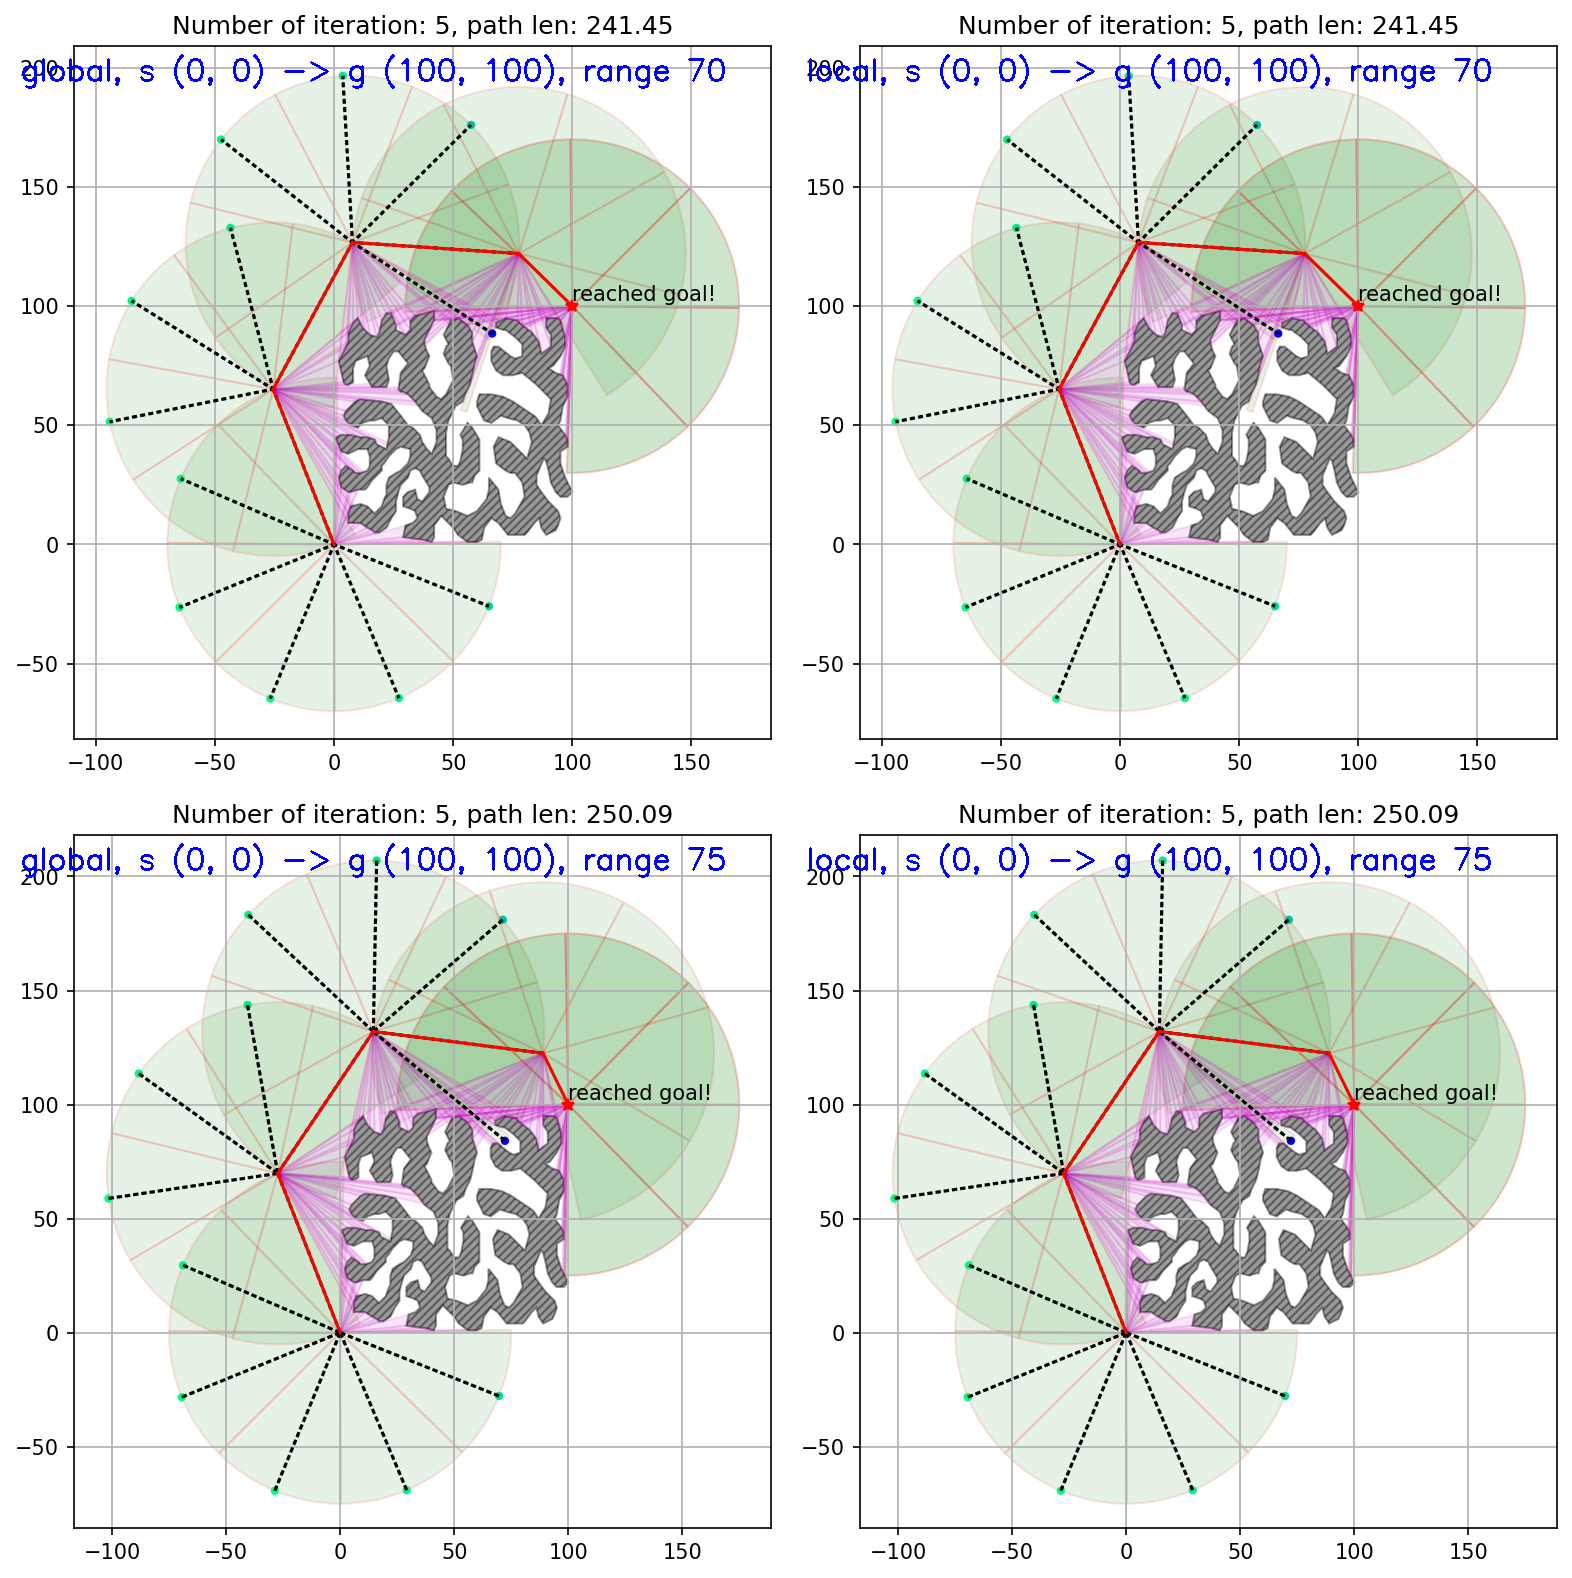 Number of iteration: 5, path len: 241.45
global, s (0, 0) −> g (100, 100), range 70
200
150
100
50
0
−50
reached goal!
−100 −50 0 50 100 150
Number of iteration: 5, path len: 241.45
local, s (0, 0) −> g (100, 100), range 70
200
150
100
50
0
−50
reached goal!
−100 −50 0 50 100 150
Number of iteration: 5, path len: 250.09
global, s (0, 0) −> g (100, 100), range 75
200
150
100
50
0
−50
reached goal!
−100 −50 0 50 100 150
Number of iteration: 5, path len: 250.09
local, s (0, 0) −> g (100, 100), range 75
200
150
100
50
0
−50
reached goal!
−100 −50 0 50 100 150